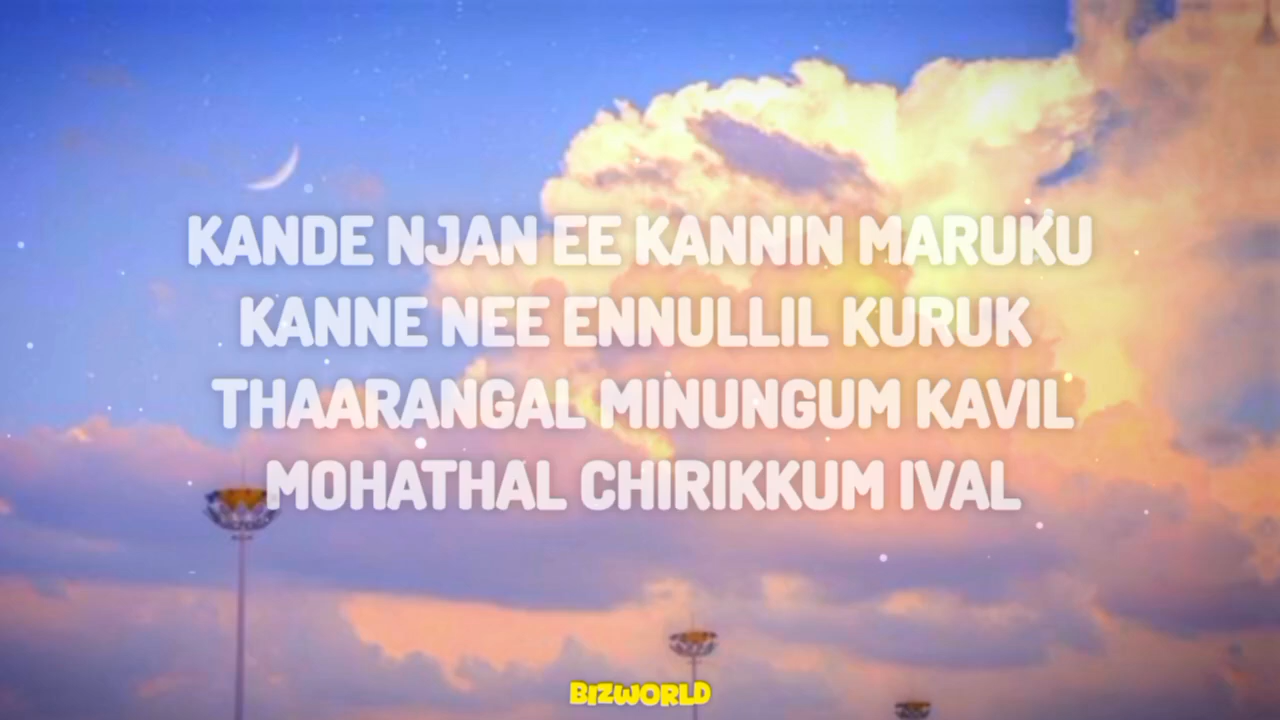 KANDE NJAN EE KANNIN MARUKU
KANNE NEE ENNULLIL KURUK
THAARANGAL MINUNGUM KAVIL
MOHATHAL CHIRIKKUM IVAL
BIZWORLD